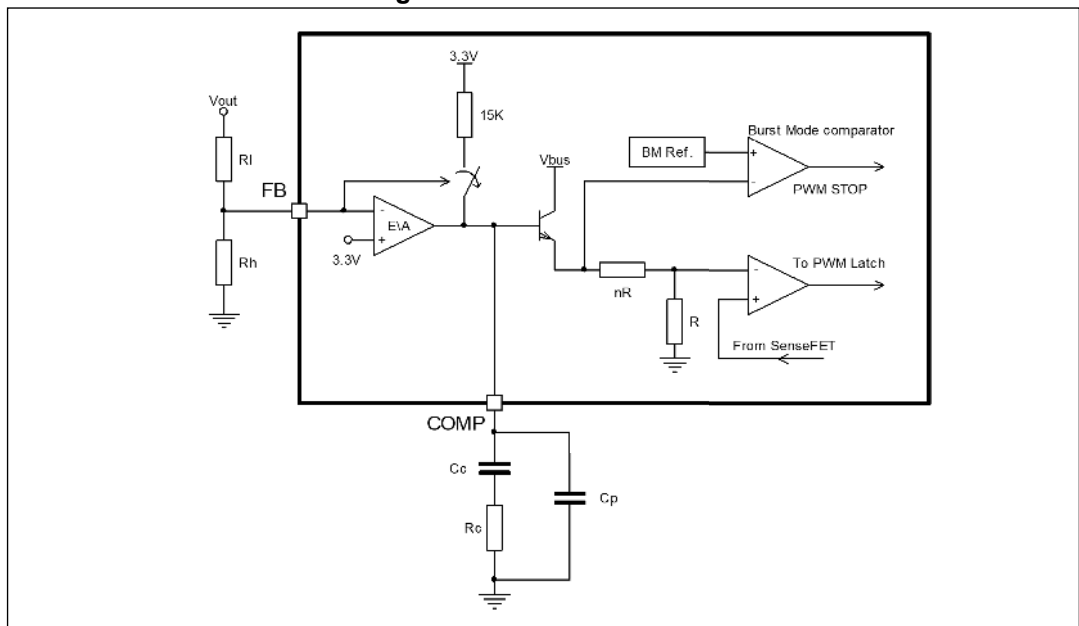 3.3V
Vout
15K
Rl
Burst Mode comparator
BM Ref.
+
Vbus
-
PWM STOP
FB
-
E\A
+
3.3V
To PWM Latch
-
Rh
nR
+
R
From SenseFET
COMP
Cc
Cp
Rc